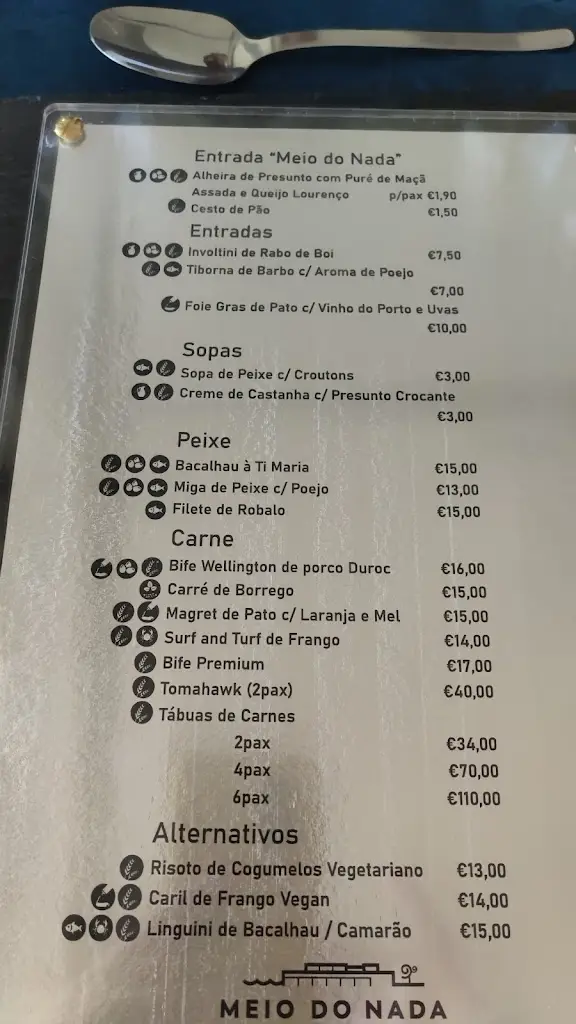 Entrada “Meio do Nada”
Alheira de Presunto com Puré de Maçã
Assada e Queijo Lourenço p/pax €1,90
Cesto de Pão €1,50
Entradas
Involtini de Rabo de Boi €7,50
Tiborna de Barbo c/ Aroma de Poejo
€7,00
Foie Gras de Pato c/ Vinho do Porto e Uvas
€10,00
Sopas
Sopa de Peixe c/ Croutons €3,00
Creme de Castanha c/ Presunto Crocante
€3,00
Peixe
Bacalhau à Ti Maria €15,00
Miga de Peixe c/ Poejo €13,00
Filete de Robalo €15,00
Carne
Bife Wellington de porco Duroc €16,00
Carré de Borrego €15,00
Magret de Pato c/ Laranja e Mel €15,00
Surf and Turf de Frango €14,00
Bife Premium €17,00
Tomahawk (2pax) €40,00
Tábuas de Carnes
2pax €34,00
4pax €70,00
6pax €110,00
Alternativos
Risoto de Cogumelos Vegetariano €13,00
Caril de Frango Vegan €14,00
Linguini de Bacalhau / Camarão €15,00
MEIO DO NADA